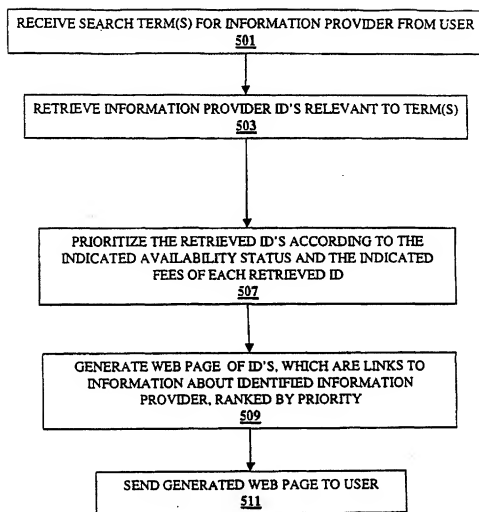 RECEIVE SEARCH TERM(S) FOR INFORMATION PROVIDER FROM USER
501
RETRIEVE INFORMATION PROVIDER ID'S RELEVANT TO TERM(S)
503
PRIORITIZE THE RETRIEVED ID'S ACCORDING TO THE
INDICATED AVAILABILITY STATUS AND THE INDICATED
FEES OF EACH RETRIEVED ID
507
GENERATE WEB PAGE OF ID'S, WHICH ARE LINKS TO
INFORMATION ABOUT IDENTIFIED INFORMATION
PROVIDER, RANKED BY PRIORITY
509
SEND GENERATED WEB PAGE TO USER
511